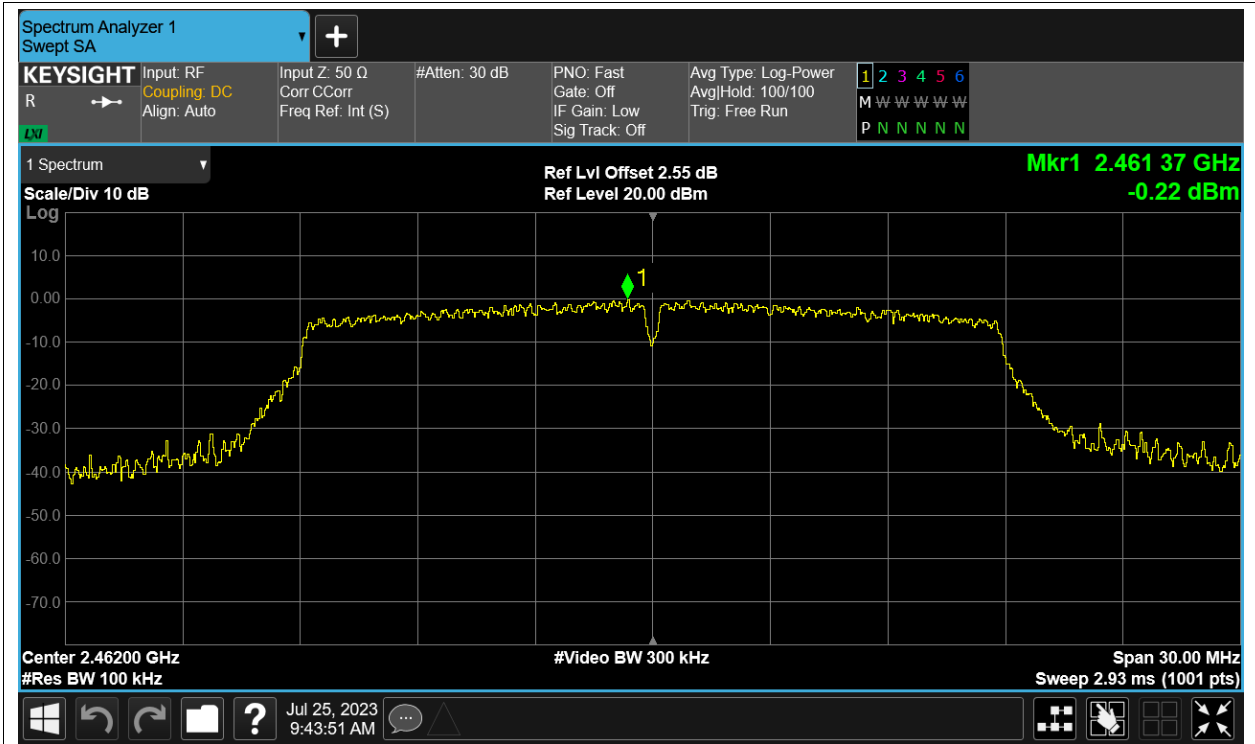 Spectrum Analyzer 1
Swept SA
+
KEYSIGHT
R
LXI
Input: RF
Coupling: DC
Align: Auto
Input Z: 50 Ω
Corr CCorr
Freq Ref: Int (S)
#Atten: 30 dB
PNO: Fast
Gate: Off
IF Gain: Low
Sig Track: Off
Avg Type: Log-Power
Avg|Hold: 100/100
Trig: Free Run
1 2 3 4 5 6
M W W W W W
P N N N N N
1 Spectrum
Scale/Div 10 dB
Ref Lvl Offset 2.55 dB
Ref Level 20.00 dBm
Mkr1 2.461 37 GHz
-0.22 dBm
Log
10.0
0.00
-10.0
-20.0
-30.0
-40.0
-50.0
-60.0
-70.0
1
Center 2.46200 GHz
#Res BW 100 kHz
#Video BW 300 kHz
Span 30.00 MHz
Sweep 2.93 ms (1001 pts)
?
Jul 25, 2023
9:43:51 AM